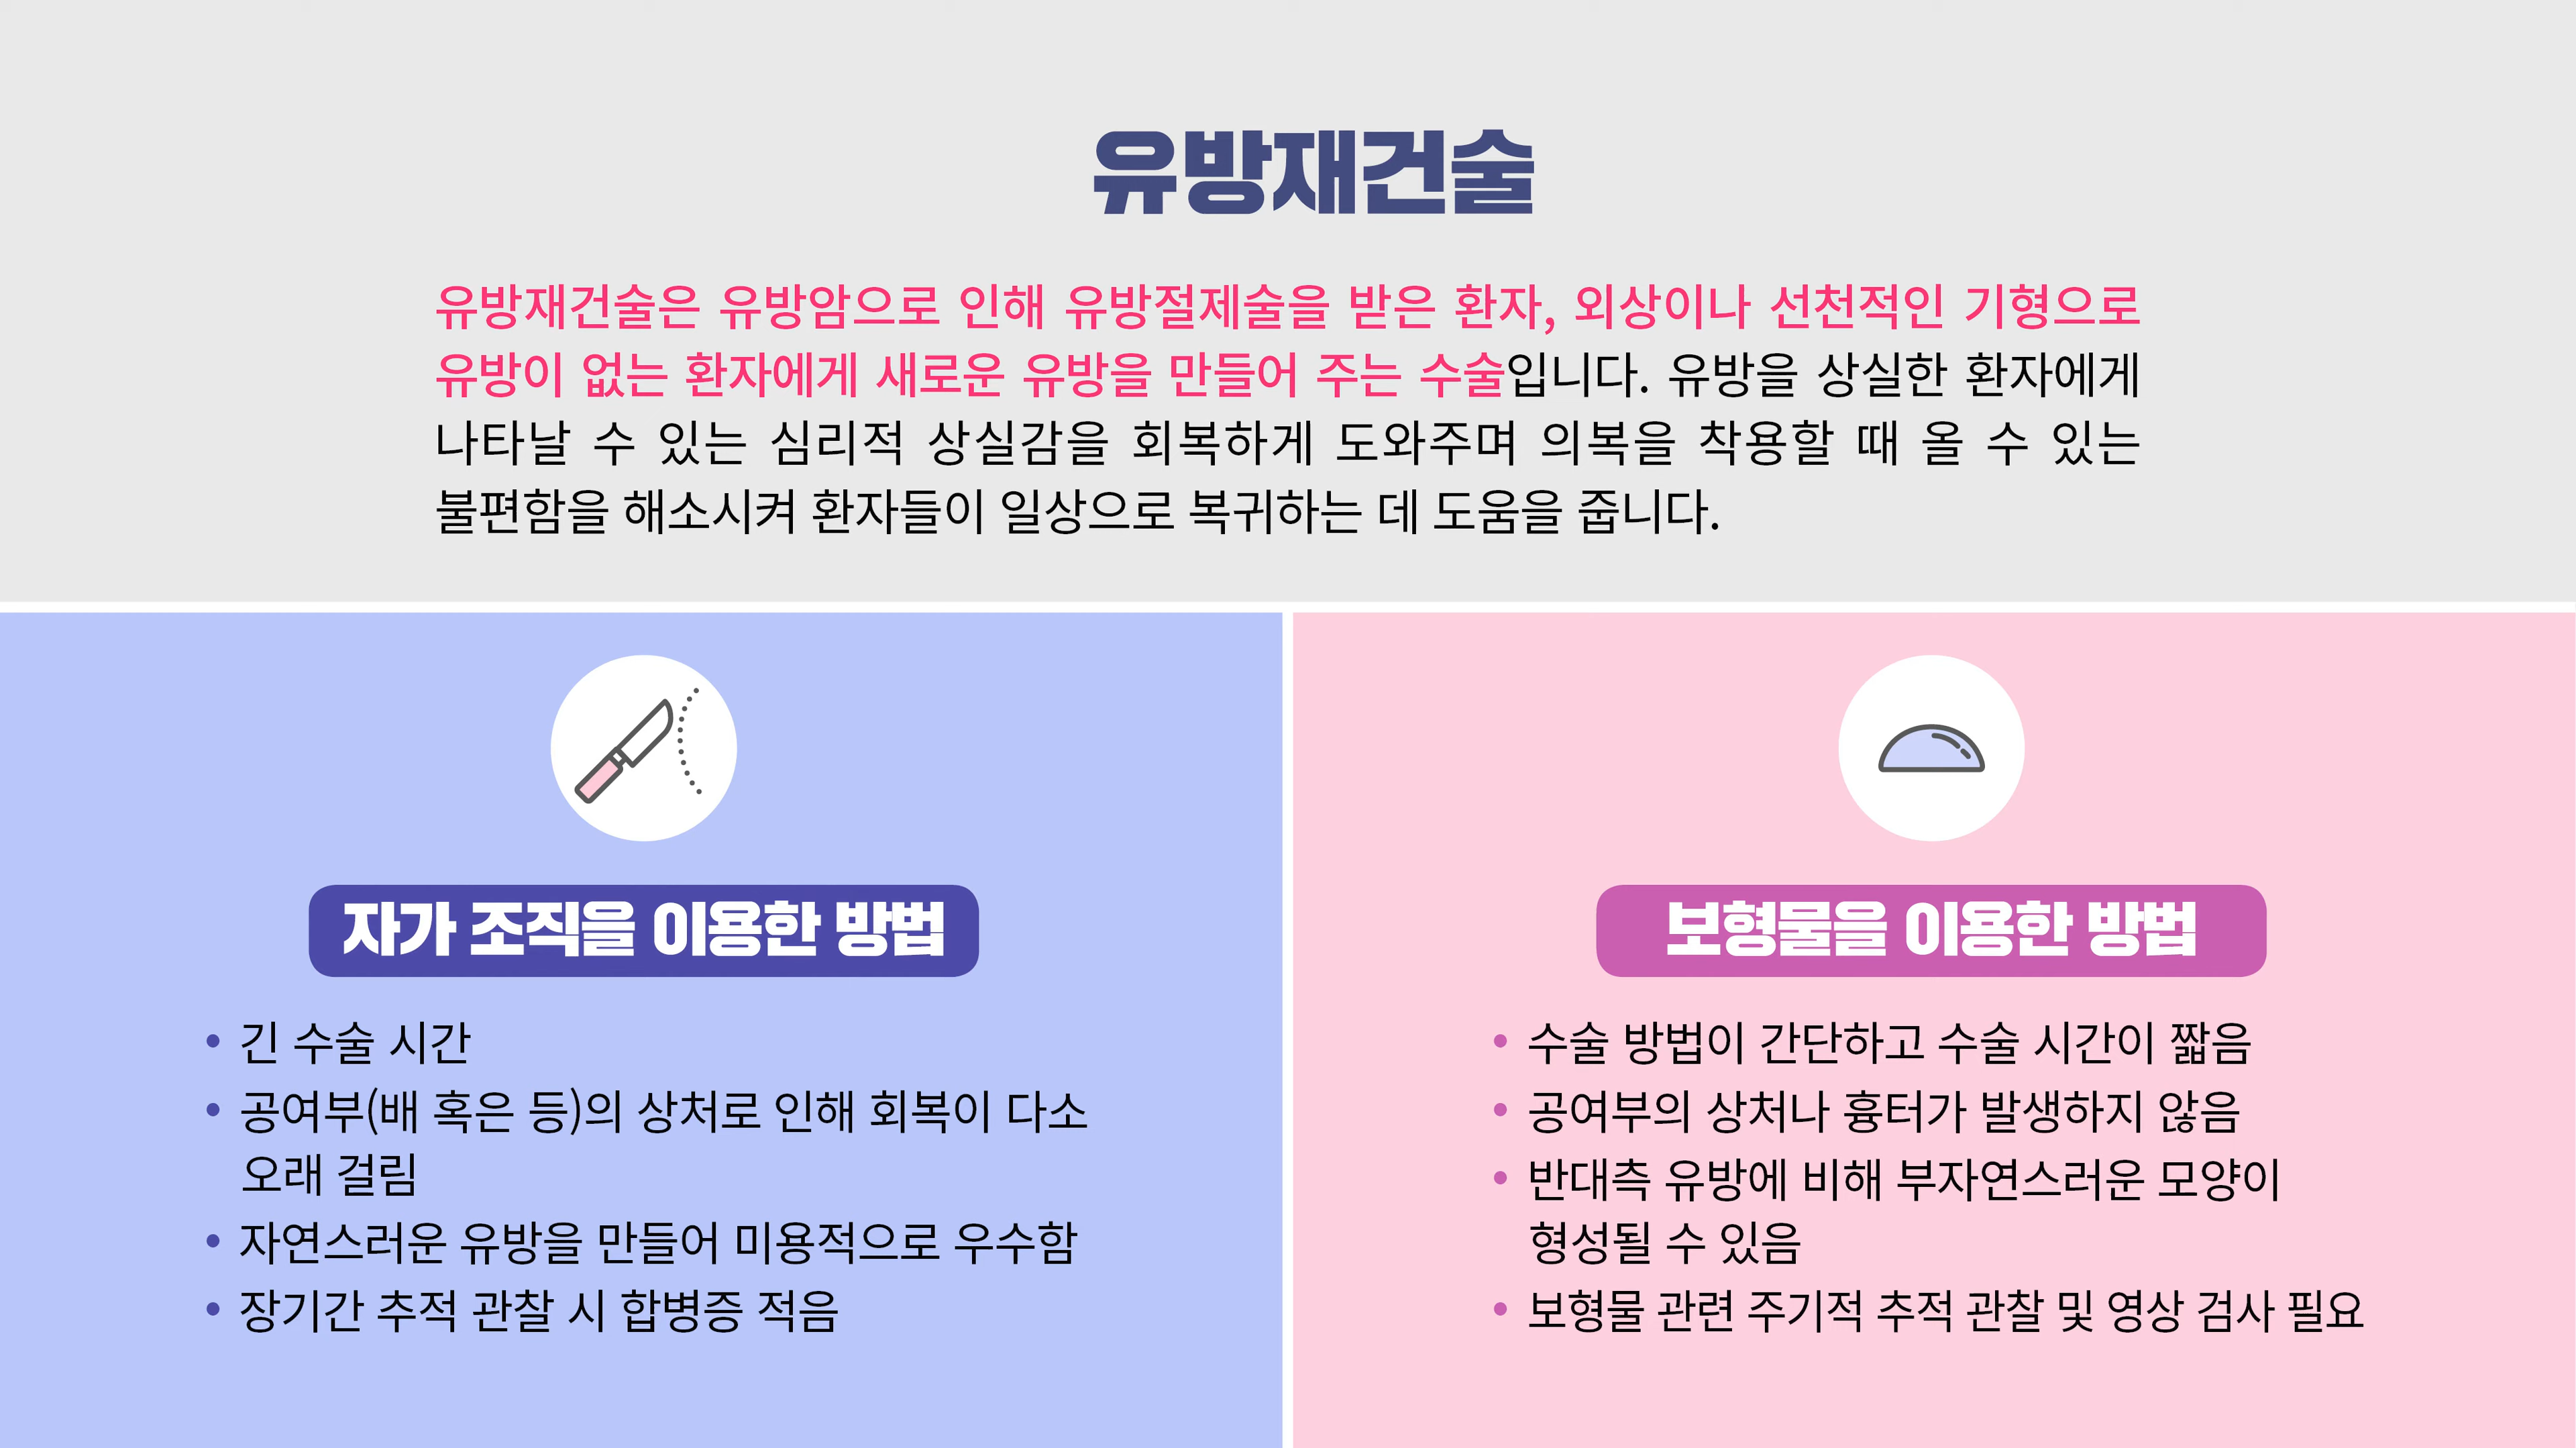 유방재건술
유방재건술은 유방암으로 인해 유방절제술을 받은 환자, 외상이나 선천적인 기형으로
유방이 없는 환자에게 새로운 유방을 만들어 주는 수술입니다. 유방을 상실한 환자에게
나타날 수 있는 심리적 상실감을 회복하게 도와주며 의복을 착용할 때 올 수 있는
불편함을 해소시켜 환자들이 일상으로 복귀하는 데 도움을 줍니다.
자가 조직을 이용한 방법
• 긴 수술 시간
• 공여부(배 혹은 등)의 상처로 인해 회복이 다소
오래 걸림
• 자연스러운 유방을 만들어 미용적으로 우수함
• 장기간 추적 관찰 시 합병증 적음
보형물을 이용한 방법
• 수술 방법이 간단하고 수술 시간이 짧음
• 공여부의 상처나 흉터가 발생하지 않음
• 반대측 유방에 비해 부자연스러운 모양이
형성될 수 있음
• 보형물 관련 주기적 추적 관찰 및 영상 검사 필요